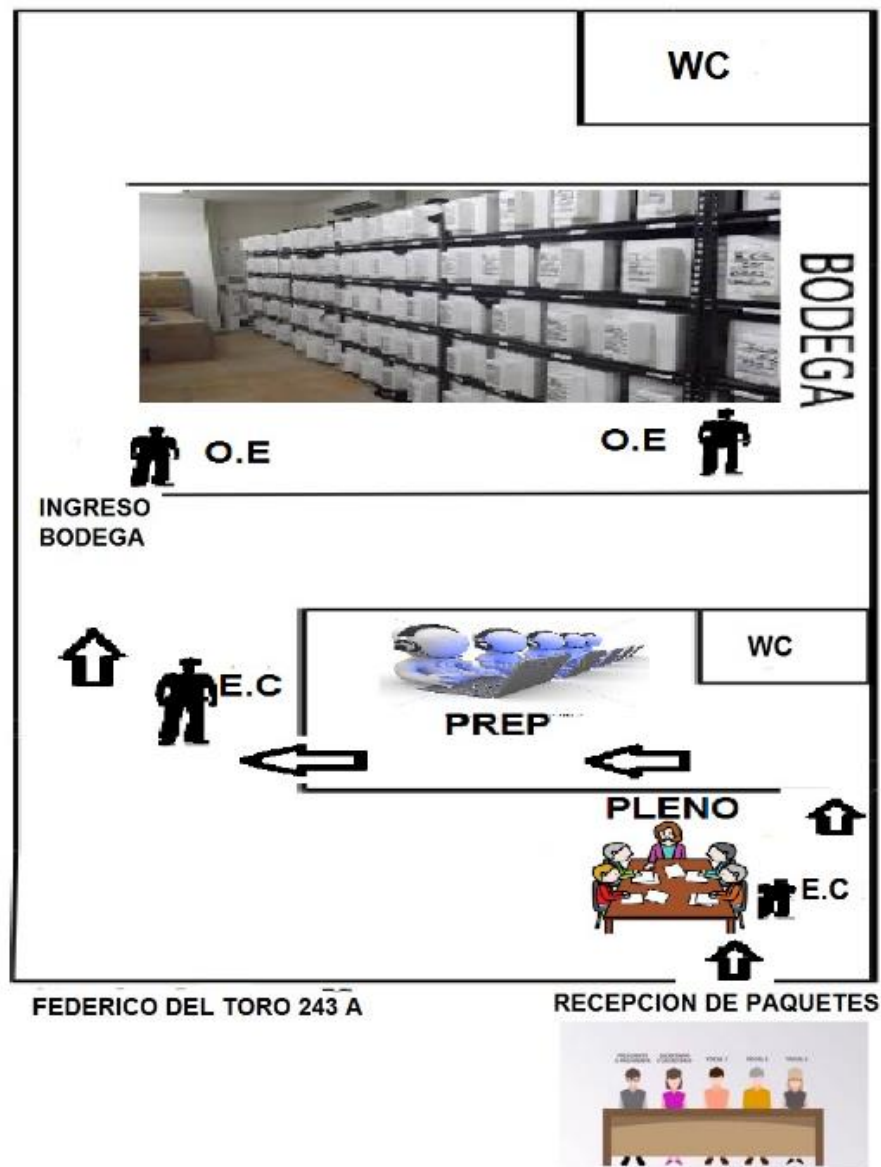 WC
BODEGA
O.E
O.E
INGRESO
BODEGA
WC
E.C
PREP
PLENO
E.C
FEDERICO DEL TORO 243 A
RECEPCION DE PAQUETES